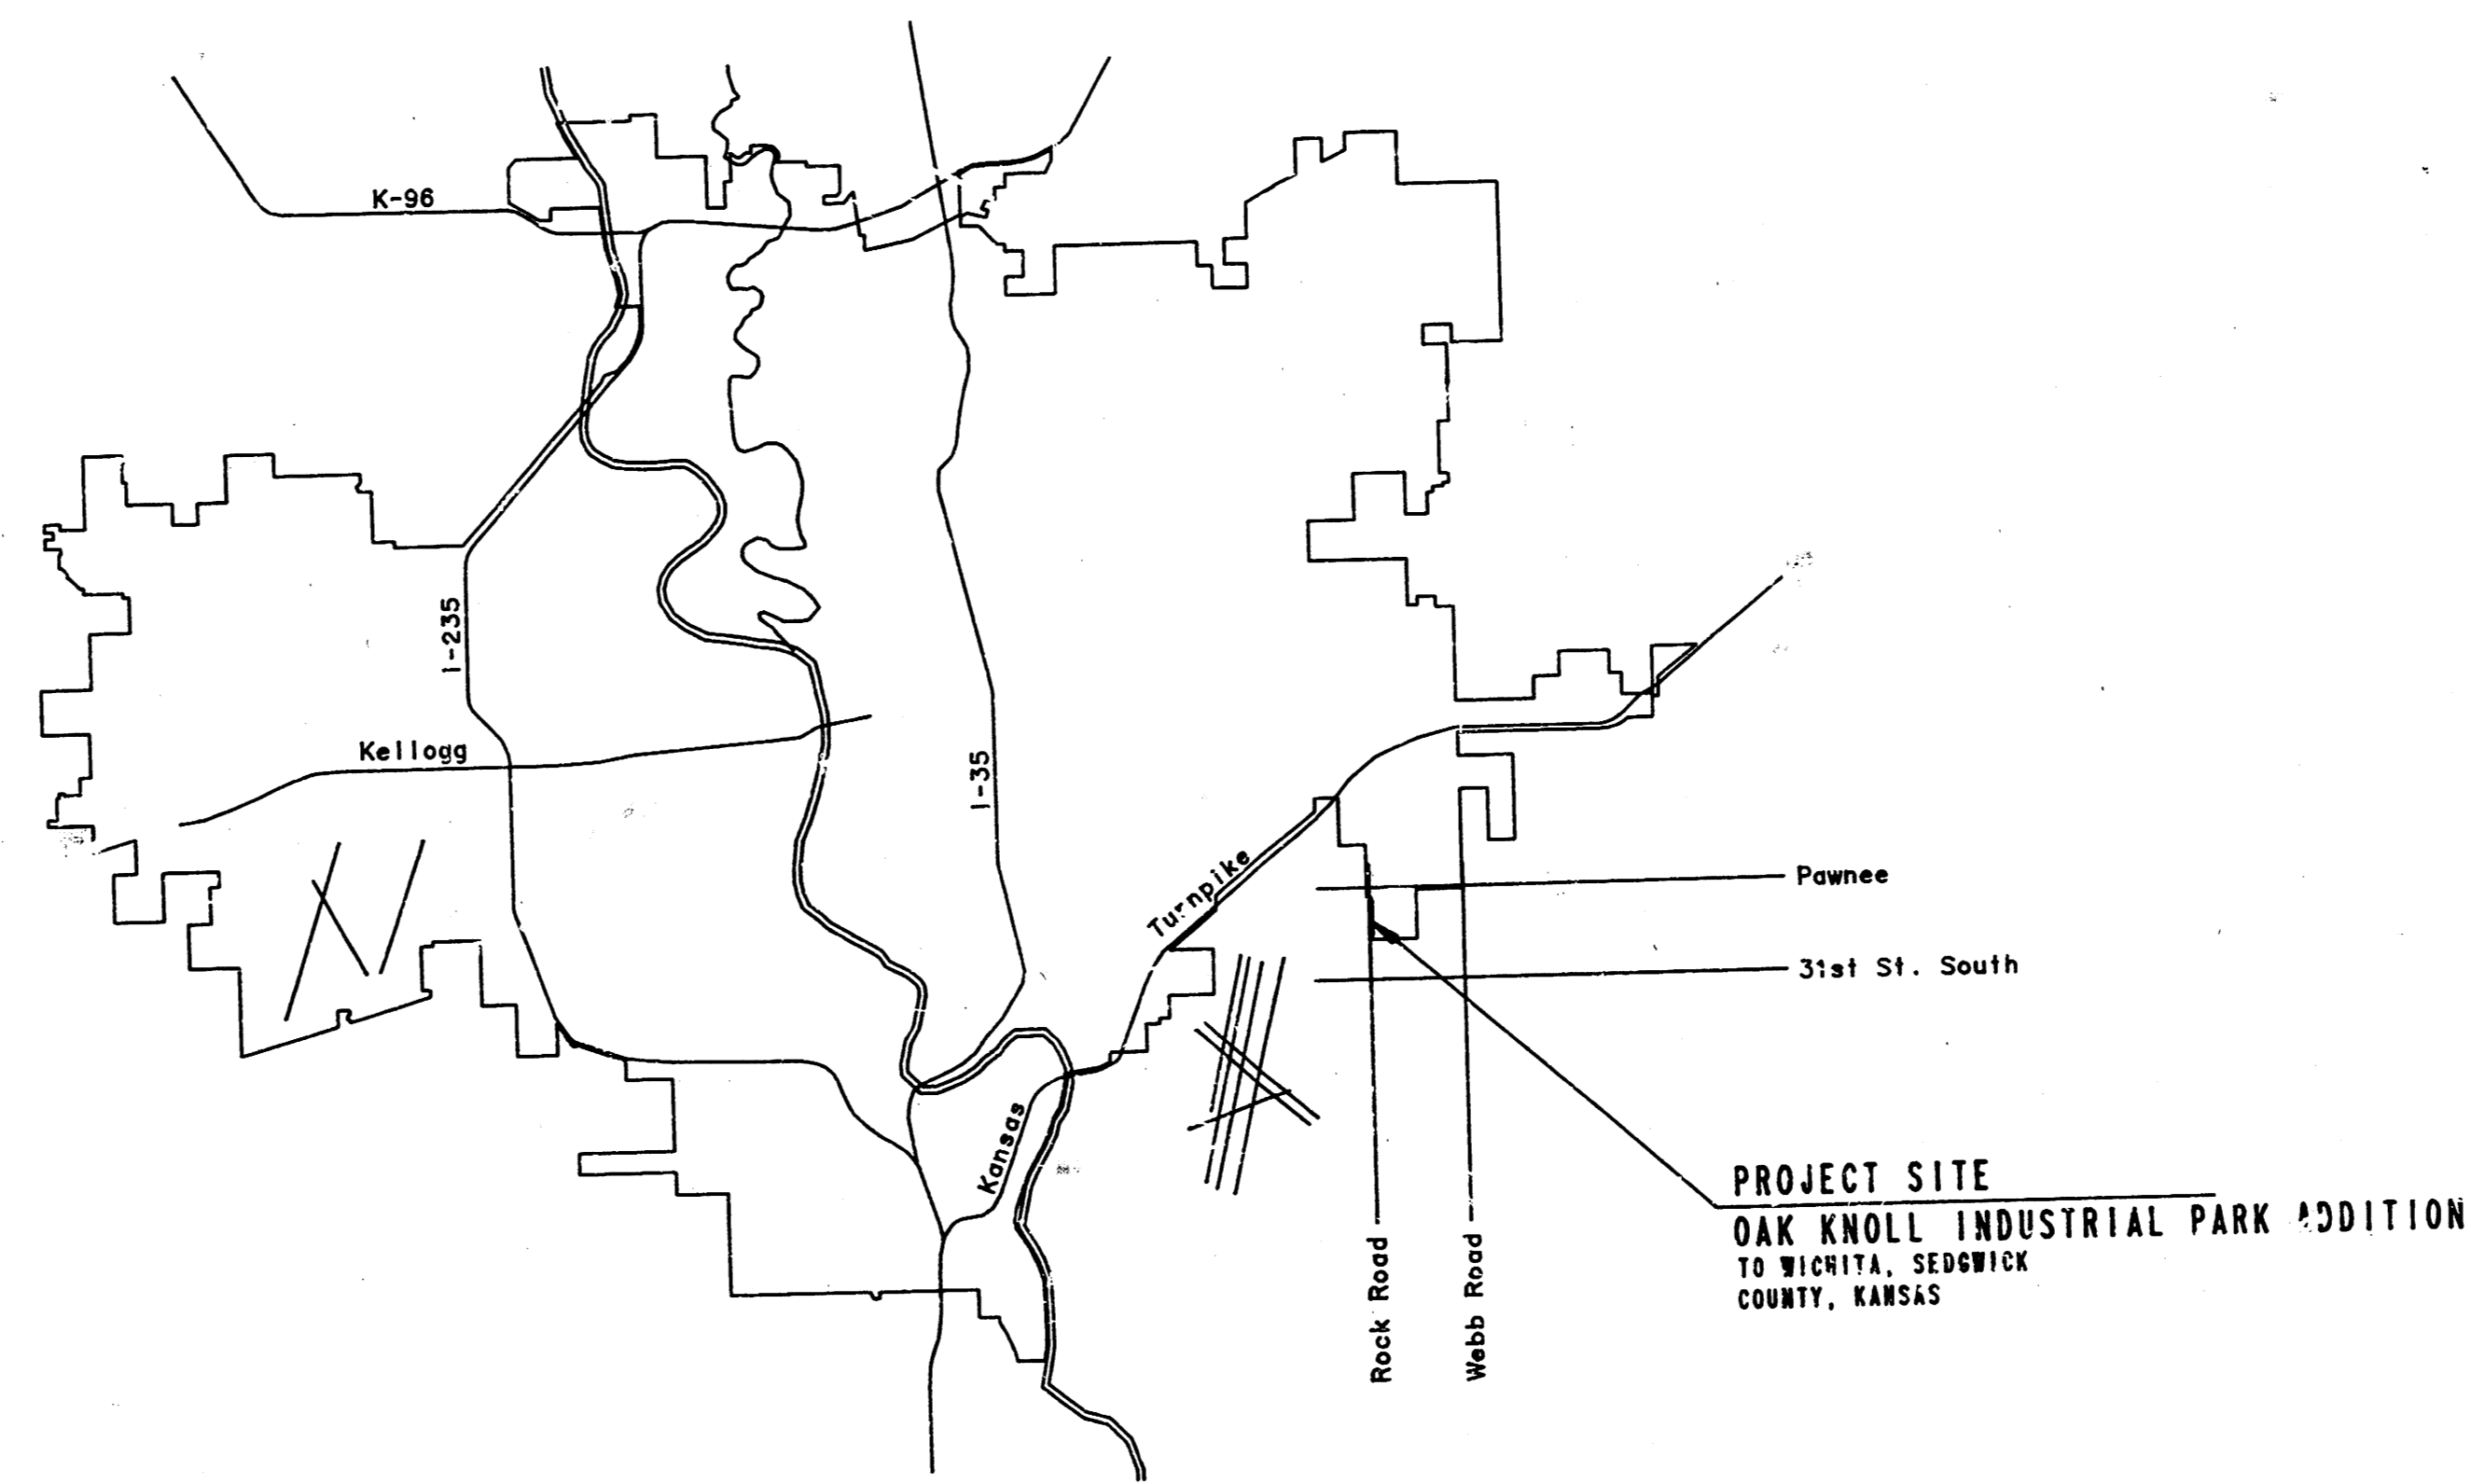 K-96
I-235
Kellogg
I-35
Turnpike
Pawnee
31st St. South
Kansas
Rock Road
Webb Road
PROJECT SITE
OAK KNOLL INDUSTRIAL PARK ADDITION
TO WICHITA, SEDGWICK
COUNTY, KANSAS